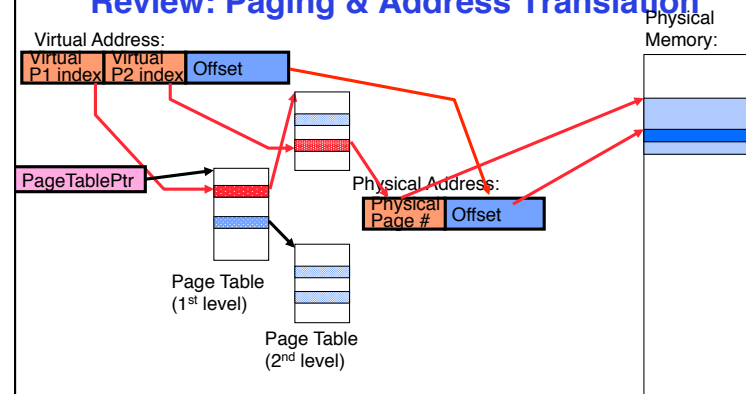 Review: Paging & Address Translation
Physical
Memory:
Virtual Address:
Virtual
P1 index
Virtual
P2 index
Offset
PageTablePtr
Physical Address:
Physical
Page #
Offset
Page Table
(1st level)
Page Table
(2nd level)